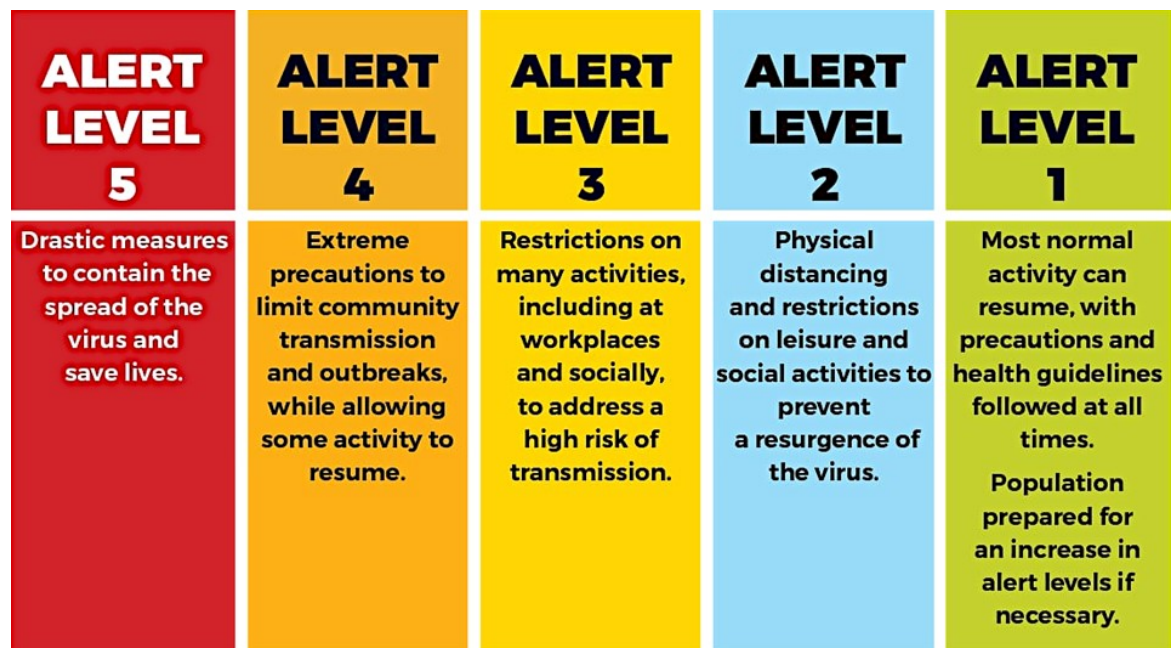 ALERT
LEVEL
5
Drastic measures
to contain the
spread of the
virus and
save lives.
ALERT
LEVEL
4
Extreme
precautions to
limit community
transmission
and outbreaks,
while allowing
some activity to
resume.
ALERT
LEVEL
3
Restrictions on
many activities,
including at
workplaces
and socially,
to address a
high risk of
transmission.
ALERT
LEVEL
2
Physical
distancing
and restrictions
on leisure and
social activities to
prevent
a resurgence of
the virus.
ALERT
LEVEL
1
Most normal
activity can
resume, with
precautions and
health guidelines
followed at all
times.
Population
prepared for
an increase in
alert levels if
necessary.